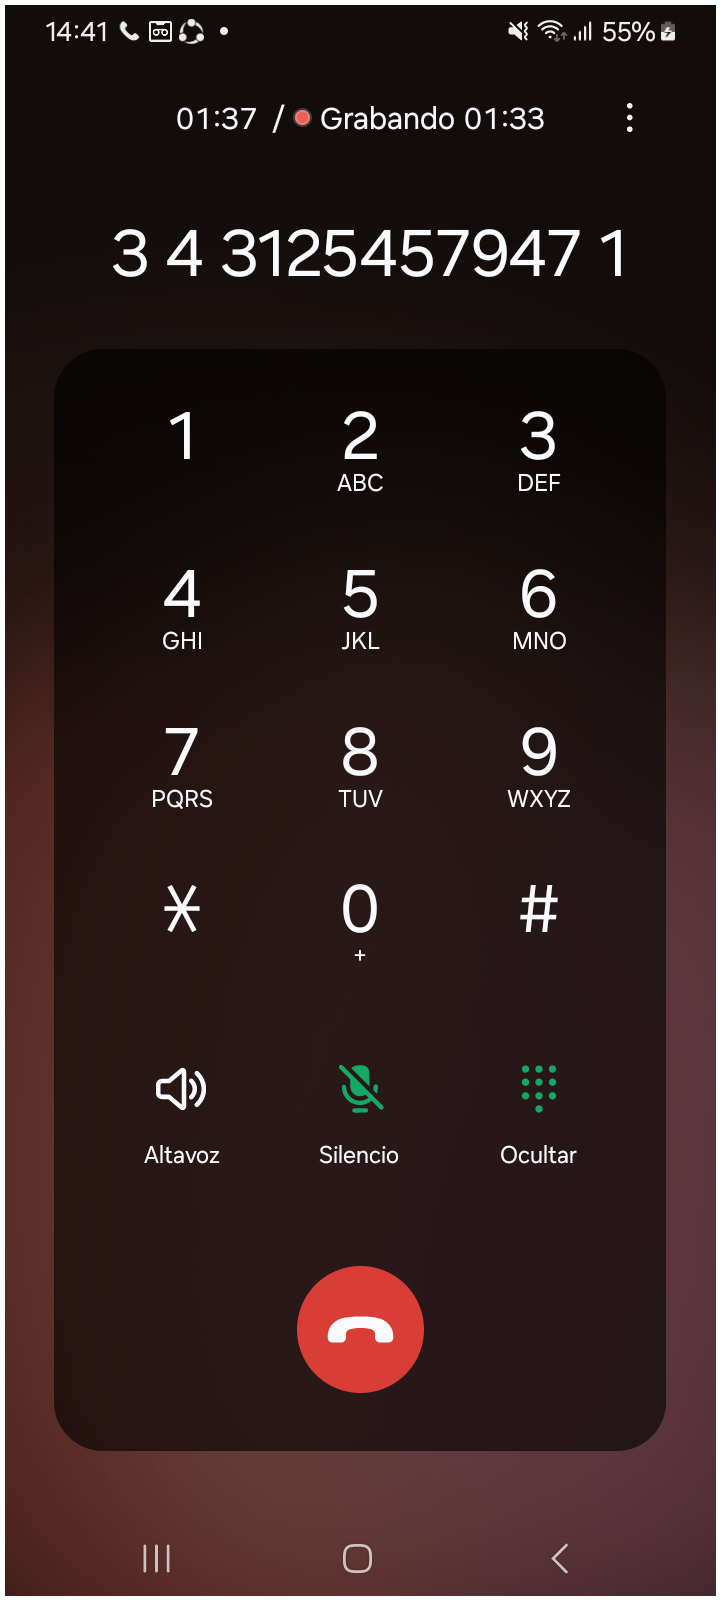 14:41 55%
01:37 / Grabando 01:33
3 4 3125457947 1
1 2 3
ABC DEF
4 5 6
GHI JKL MNO
7 8 9
PQRS TUV WXYZ
* 0 #
+
Altavoz Silencio Ocultar